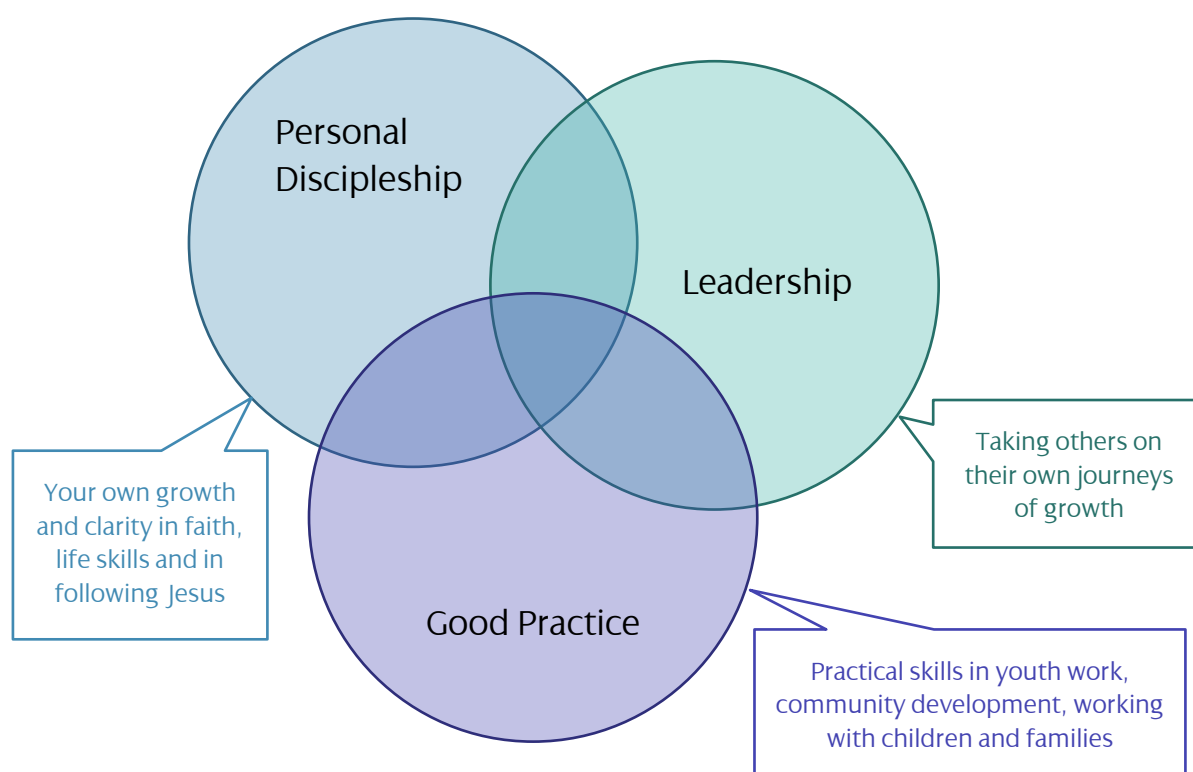 Personal
Discipleship
Leadership
Taking others on
their own journeys
of growth
Your own growth
and clarity in faith,
life skills and in
following Jesus
Good Practice
Practical skills in youth work,
community development, working
with children and families